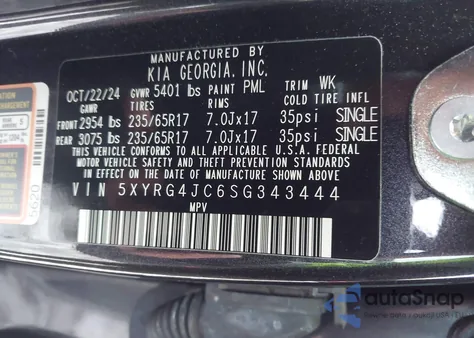 MANUFACTURED BY
KIA GEORGIA, INC.
OCT/22/24 GVWR 5401 lbs PAINT PML TRIM WK
GAWR TIRES RIMS COLD TIRE INFL
FRONT 2954 lbs 235/65R17 7.0Jx17 35psi SINGLE
REAR 3075 lbs 235/65R17 7.0Jx17 35psi SINGLE
THIS VEHICLE CONFORMS TO ALL APPLICABLE U.S.A. FEDERAL
MOTOR VEHICLE SAFETY AND THEFT PREVENTION STANDARDS
IN EFFECT ON THE DATE OF MANUFACTURE SHOWN ABOVE.
VIN 5XYRG4JC6SG343444
MPV
5620
autoSnap